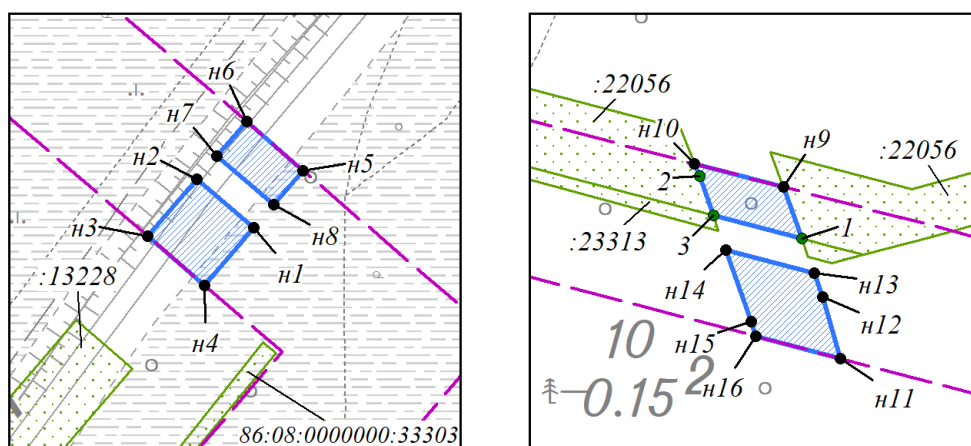 н6
н7
н2
н5
н3
н8
н1
:13228
н4
86:08:0000000:33303
:22056
н10
н9
:22056
2
3
1
:23313
н14
н13
н12
н15
10
2
н16
0.15
н11